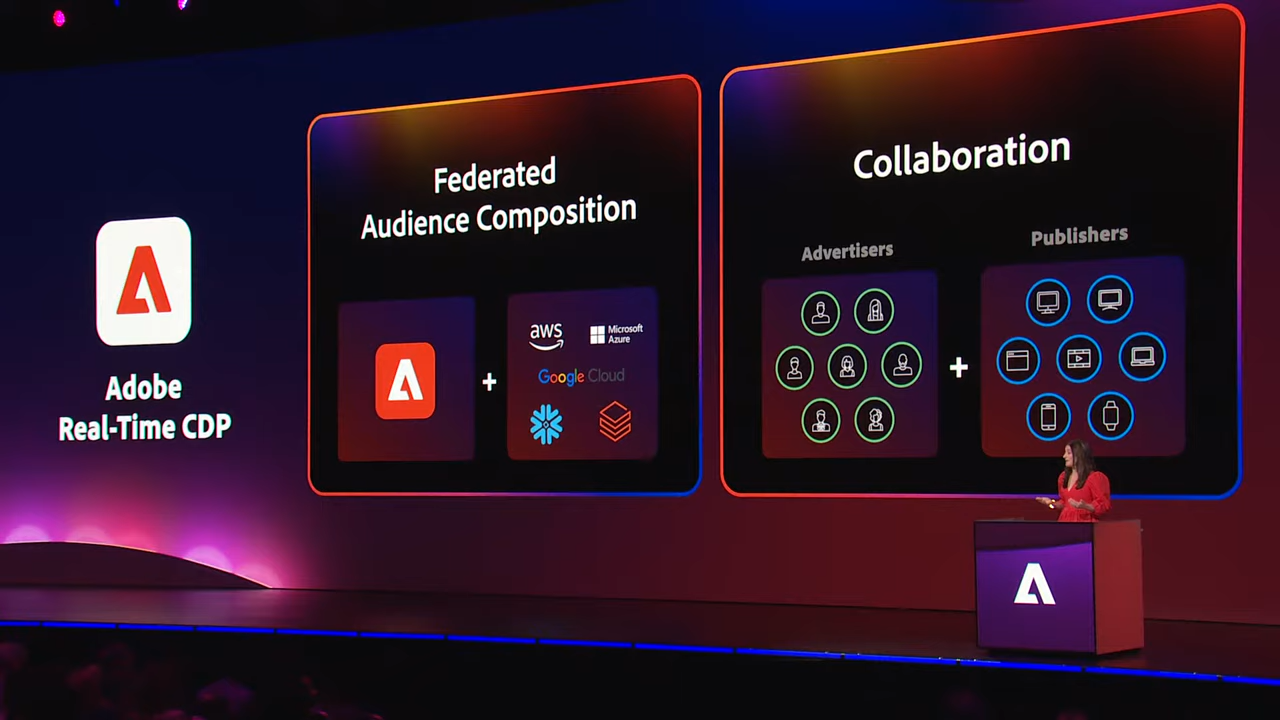 Adobe
Real-Time CDP
Federated
Audience Composition
aws
Microsoft
Azure
Google Cloud
Collaboration
Advertisers
Publishers